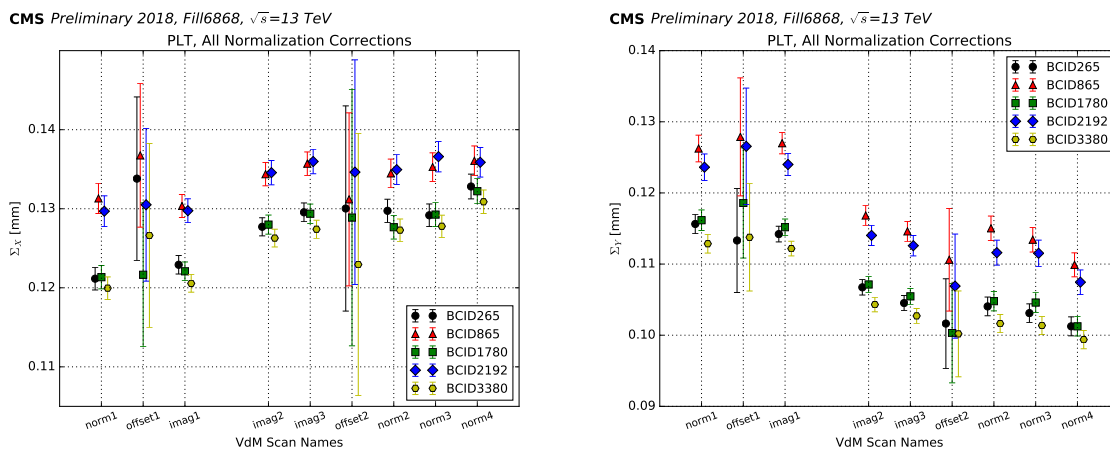 CMS Preliminary 2018, Fill6868, √s=13 TeV
PLT, All Normalization Corrections
0.14
0.13
0.12
0.11
Σ_X [mm]
BCID265
BCID865
BCID1780
BCID2192
BCID3380
norm1 offset1 imag1 imag2 imag3 offset2 norm2 norm3 norm4
VdM Scan Names
CMS Preliminary 2018, Fill6868, √s=13 TeV
PLT, All Normalization Corrections
0.14
0.13
0.12
0.11
0.10
0.09
Σ_Y [mm]
BCID265
BCID865
BCID1780
BCID2192
BCID3380
norm1 offset1 imag1 imag2 imag3 offset2 norm2 norm3 norm4
VdM Scan Names